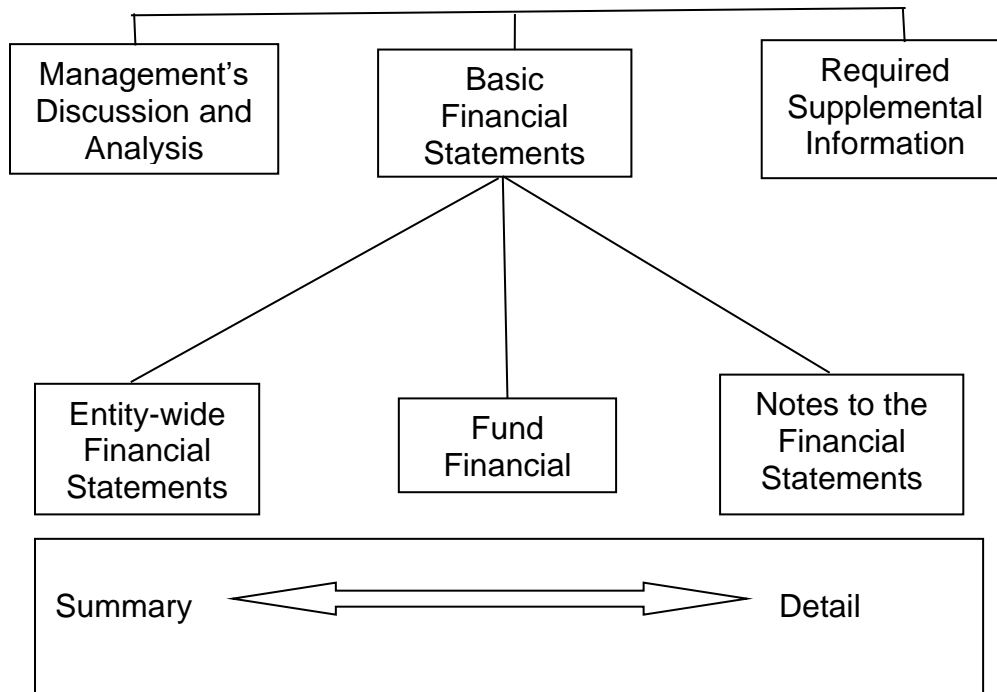 Management's
Discussion and
Analysis
Basic
Financial
Statements
Required
Supplemental
Information
Entity-wide
Financial
Statements
Fund
Financial
Notes to the
Financial
Statements
Summary
Detail